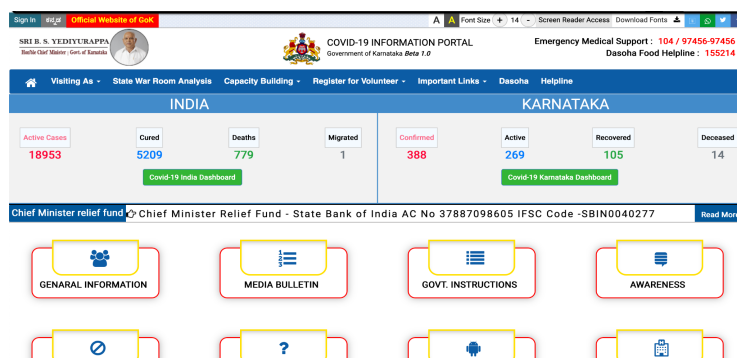 Sign In ಕನ್ನಡ Official Website of GoK A A Font Size + 14 - Screen Reader Access Download Fonts
SRI B. S. YEDIYURAPPA
Hon'ble Chief Minister : Govt. of Karnataka
COVID-19 INFORMATION PORTAL
Government of Karnataka Beta 1.0
Emergency Medical Support : 104 / 97456-97456
Dasoha Food Helpline : 155214
Visiting As State War Room Analysis Capacity Building Register for Volunteer Important Links Dasoha Helpline
INDIA KARNATAKA
Active Cases Cured Deaths Migrated Confirmed Active Recovered Deceased
18953 5209 779 1 388 269 105 14
Covid-19 India Dashboard Covid-19 Karnataka Dashboard
Chief Minister relief fund Chief Minister Relief Fund - State Bank of India AC No 37887098605 IFSC Code -SBIN0040277 Read More
GENARAL INFORMATION MEDIA BULLETIN GOVT. INSTRUCTIONS AWARENESS